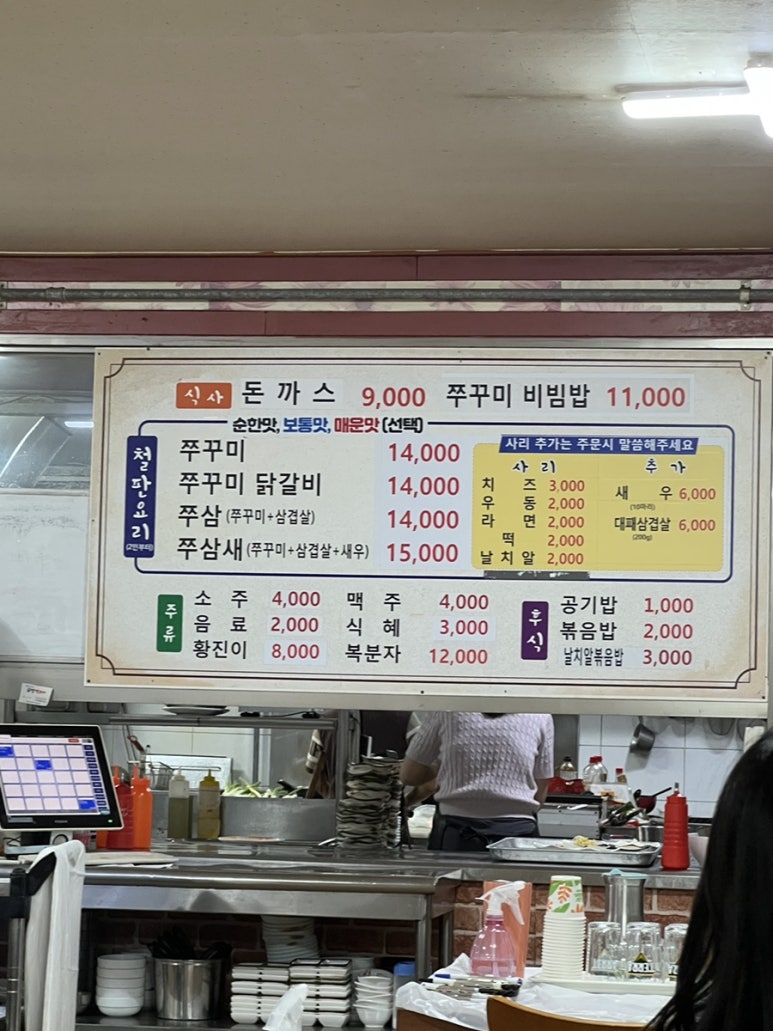 식사 돈까스 9,000 쭈꾸미 비빔밥 11,000
순한맛, 보통맛, 매운맛 (선택)
철판요리
(2인부터)
쭈꾸미 14,000
쭈꾸미 닭갈비 14,000
쭈삼 (쭈꾸미+삼겹살) 14,000
쭈삼새 (쭈꾸미+삼겹살+새우) 15,000
사리 추가는 주문시 말씀해주세요
사리
치즈 3,000
우동 2,000
라면 2,000
떡 2,000
날치알 2,000
추가
새우 6,000
(10마리)
대패삼겹살 6,000
(200g)
주류
소주 4,000 맥주 4,000
음료 2,000 식혜 3,000
황진이 8,000 복분자 12,000
후식
공기밥 1,000
볶음밥 2,000
날치알볶음밥 3,000